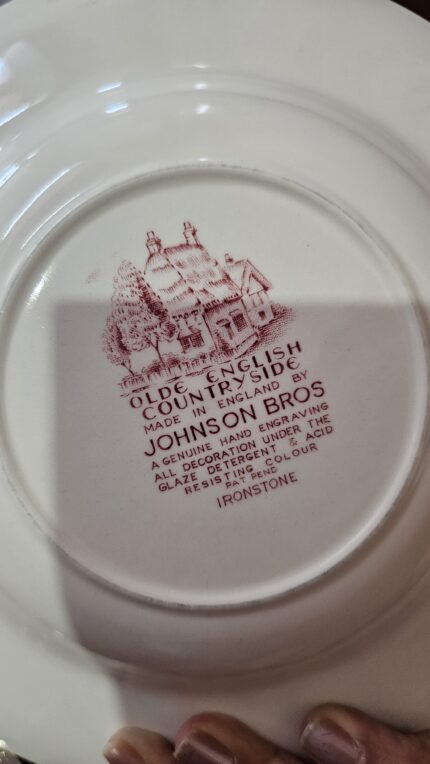 OLDE ENGLISH
COUNTRYSIDE
MADE IN ENGLAND BY
JOHNSON BROS
A GENUINE HAND ENGRAVING
ALL DECORATION UNDER THE
GLAZE DETERGENT & ACID
RESISTING COLOUR
PAT PEND
IRONSTONE